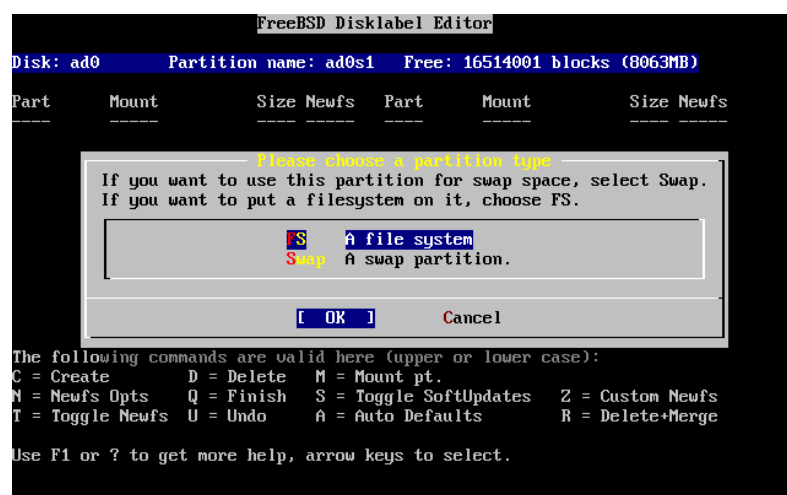 FreeBSD Disklabel Editor
Disk: ad0 Partition name: ad0s1 Free: 16514001 blocks (8063MB)
Part Mount Size Newfs Part Mount Size Newfs
---- ----- ---- ----- ---- ----- ---- -----
Please choose a partition type
If you want to use this partition for swap space, select Swap.
If you want to put a filesystem on it, choose FS.
FS A file system
Swap A swap partition.
[ OK ] Cancel
The following commands are valid here (upper or lower case):
C = Create D = Delete M = Mount pt.
N = Newfs Opts Q = Finish S = Toggle SoftUpdates Z = Custom Newfs
T = Toggle Newfs U = Undo A = Auto Defaults R = Delete+Merge
Use F1 or ? to get more help, arrow keys to select.